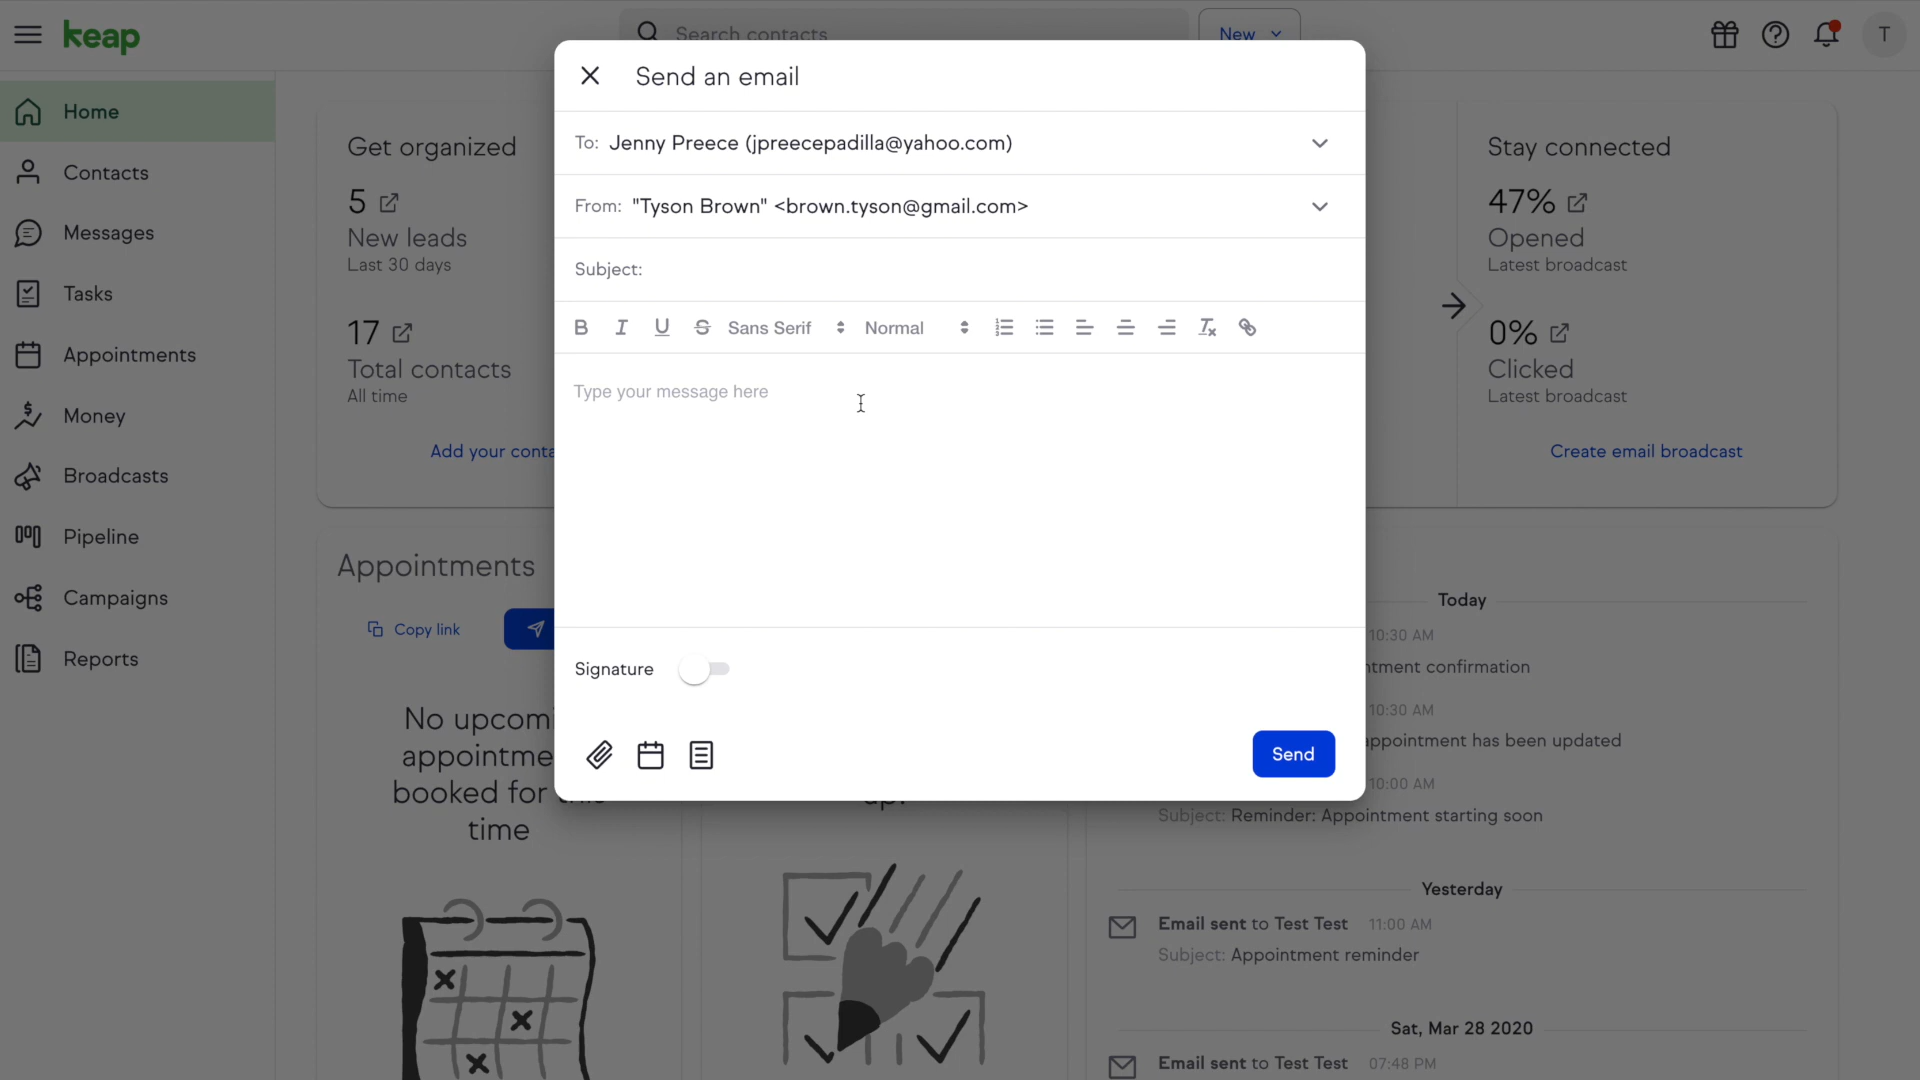 keap
Search contacts
New
T
Home
Contacts
Messages
Tasks
Appointments
Money
Broadcasts
Pipeline
Campaigns
Reports
Get organized
5
New leads
Last 30 days
17
Total contacts
All time
Add your conta
Send an email
To: Jenny Preece (jpreecepadilla@yahoo.com)
From: "Tyson Brown" <brown.tyson@gmail.com>
Subject:
B I U S Sans Serif Normal
Type your message here
Signature
Send
Stay connected
47%
Opened
Latest broadcast
0%
Clicked
Latest broadcast
Create email broadcast
Appointments
Copy link
No upcomi
appointme
booked for this
time
up!
Today
10:30 AM
ntment confirmation
10:30 AM
appointment has been updated
10:00 AM
Subject: Reminder: Appointment starting soon
Yesterday
Email sent to Test Test 11:00 AM
Subject: Appointment reminder
Sat, Mar 28 2020
Email sent to Test Test 07:48 PM